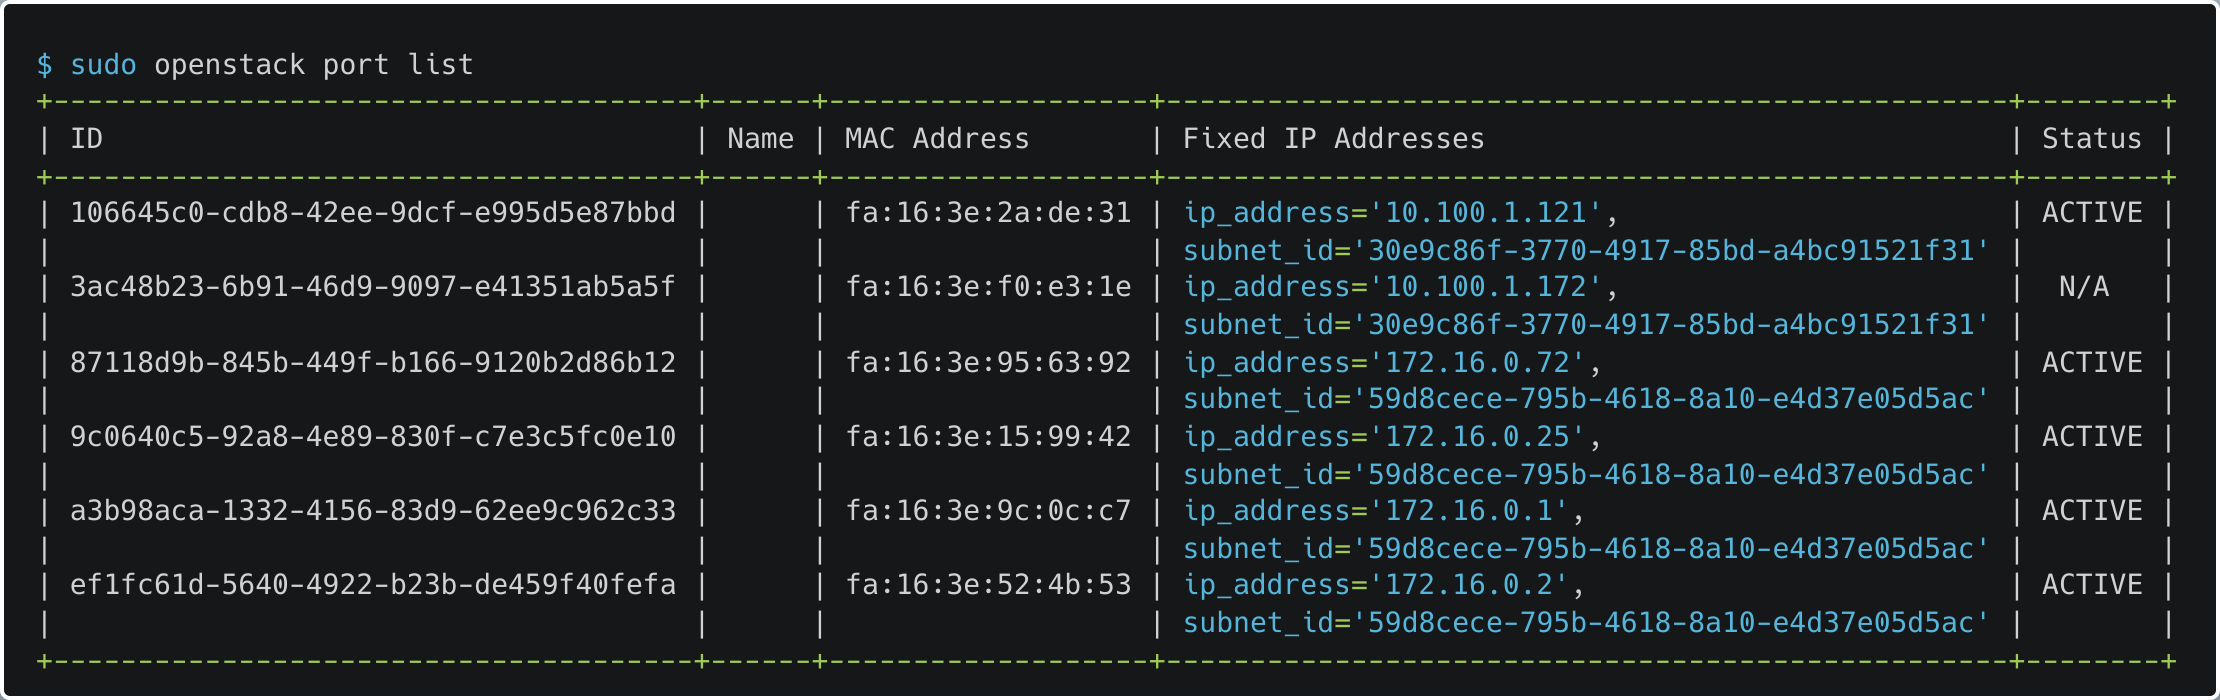 $ sudo openstack port list
+--------------------------------------+------+-------------------+--------------------------------------------------+--------+
| ID                                   | Name | MAC Address       | Fixed IP Addresses                               | Status |
+--------------------------------------+------+-------------------+--------------------------------------------------+--------+
| 106645c0-cdb8-42ee-9dcf-e995d5e87bbd |      | fa:16:3e:2a:de:31 | ip_address='10.100.1.121',                       | ACTIVE |
|                                      |      |                   | subnet_id='30e9c86f-3770-4917-85bd-a4bc91521f31' |        |
| 3ac48b23-6b91-46d9-9097-e41351ab5a5f |      | fa:16:3e:f0:e3:1e | ip_address='10.100.1.172',                       |  N/A   |
|                                      |      |                   | subnet_id='30e9c86f-3770-4917-85bd-a4bc91521f31' |        |
| 87118d9b-845b-449f-b166-9120b2d86b12 |      | fa:16:3e:95:63:92 | ip_address='172.16.0.72',                        | ACTIVE |
|                                      |      |                   | subnet_id='59d8cece-795b-4618-8a10-e4d37e05d5ac' |        |
| 9c0640c5-92a8-4e89-830f-c7e3c5fc0e10 |      | fa:16:3e:15:99:42 | ip_address='172.16.0.25',                        | ACTIVE |
|                                      |      |                   | subnet_id='59d8cece-795b-4618-8a10-e4d37e05d5ac' |        |
| a3b98aca-1332-4156-83d9-62ee9c962c33 |      | fa:16:3e:9c:0c:c7 | ip_address='172.16.0.1',                         | ACTIVE |
|                                      |      |                   | subnet_id='59d8cece-795b-4618-8a10-e4d37e05d5ac' |        |
| ef1fc61d-5640-4922-b23b-de459f40fefa |      | fa:16:3e:52:4b:53 | ip_address='172.16.0.2',                         | ACTIVE |
|                                      |      |                   | subnet_id='59d8cece-795b-4618-8a10-e4d37e05d5ac' |        |
+--------------------------------------+------+-------------------+--------------------------------------------------+--------+